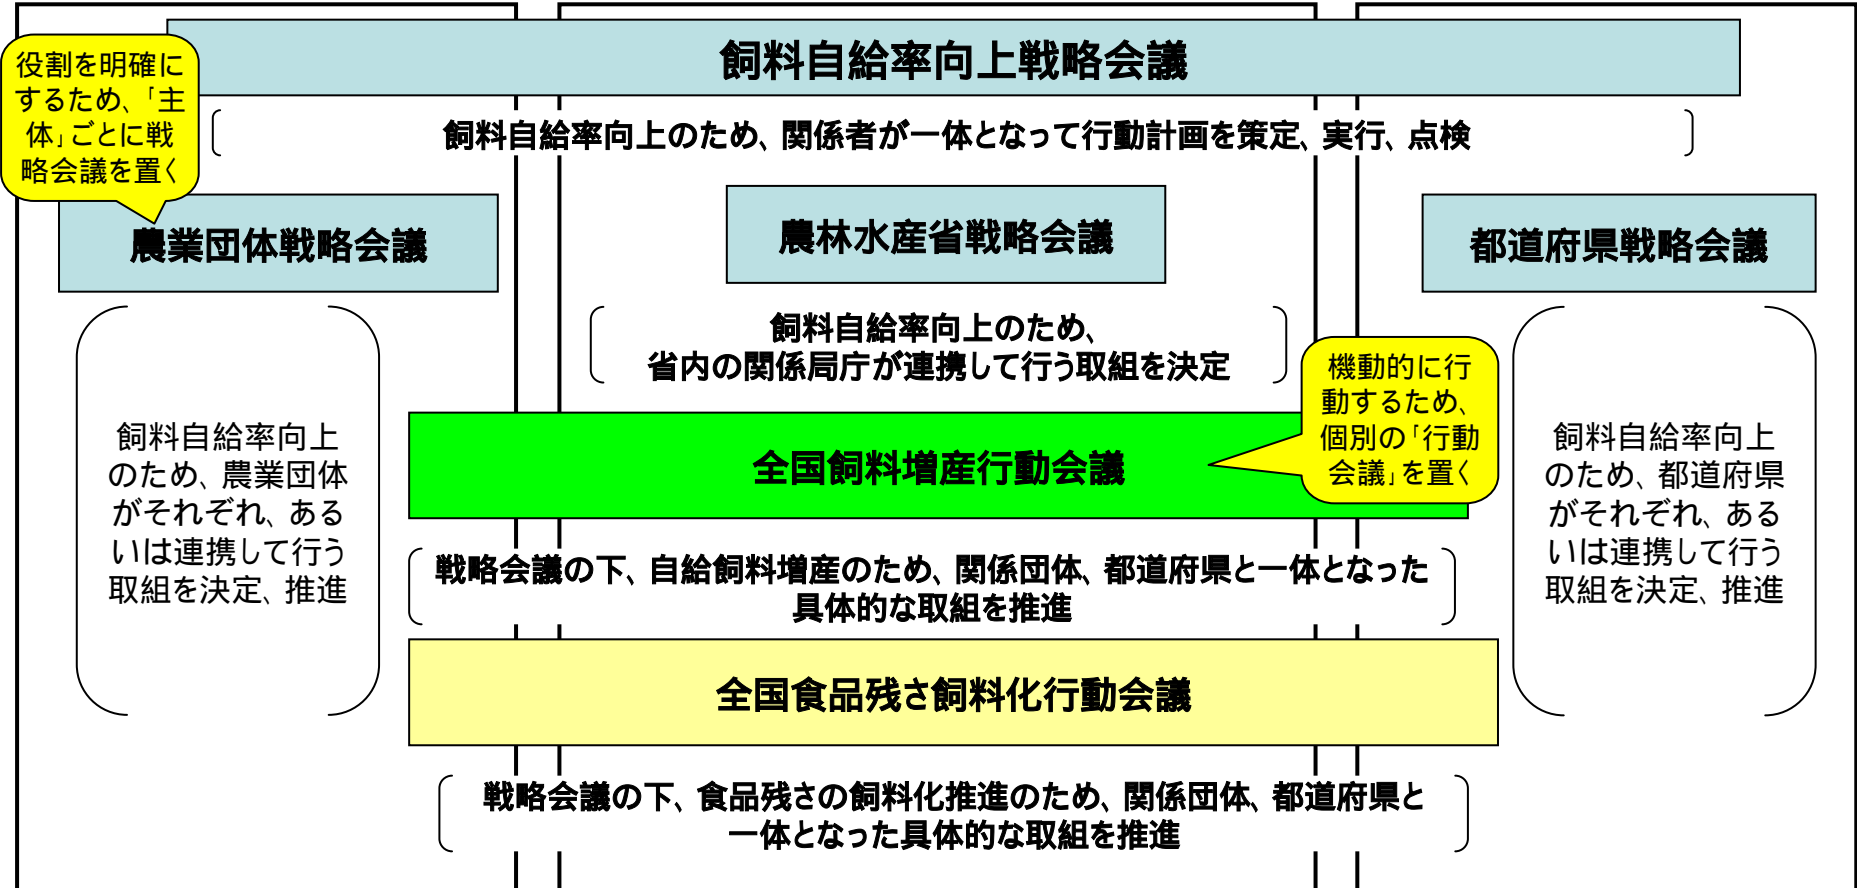 飼料自給率向上戦略会議
役割を明確に
するため、「主
体」ごとに戦
略会議を置く
飼料自給率向上のため、関係者が一体となって行動計画を策定、実行、点検
農業団体戦略会議
農林水産省戦略会議
都道府県戦略会議
飼料自給率向上のため、
省内の関係局庁が連携して行う取組を決定
機動的に行
動するため、
個別の「行動
会議」を置く
飼料自給率向上
のため、農業団体
がそれぞれ、ある
いは連携して行う
取組を決定、推進
全国飼料増産行動会議
飼料自給率向上
のため、都道府県
がそれぞれ、ある
いは連携して行う
取組を決定、推進
戦略会議の下、自給飼料増産のため、関係団体、都道府県と一体となった
具体的な取組を推進
全国食品残さ飼料化行動会議
戦略会議の下、食品残さの飼料化推進のため、関係団体、都道府県と
一体となった具体的な取組を推進